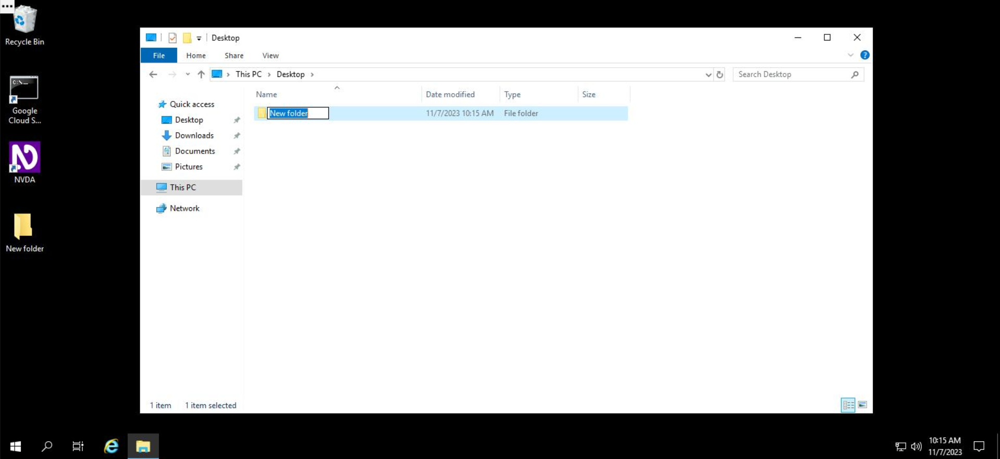 Recycle Bin
C:\_
Google
Cloud S...
NVDA
New folder
Desktop
File Home Share View
This PC Desktop
Search Desktop
Name Date modified Type Size
Quick access
Desktop
Downloads
Documents
Pictures
This PC
Network
New folder 11/7/2023 10:15 AM File folder
1 item 1 item selected
10:15 AM
11/7/2023